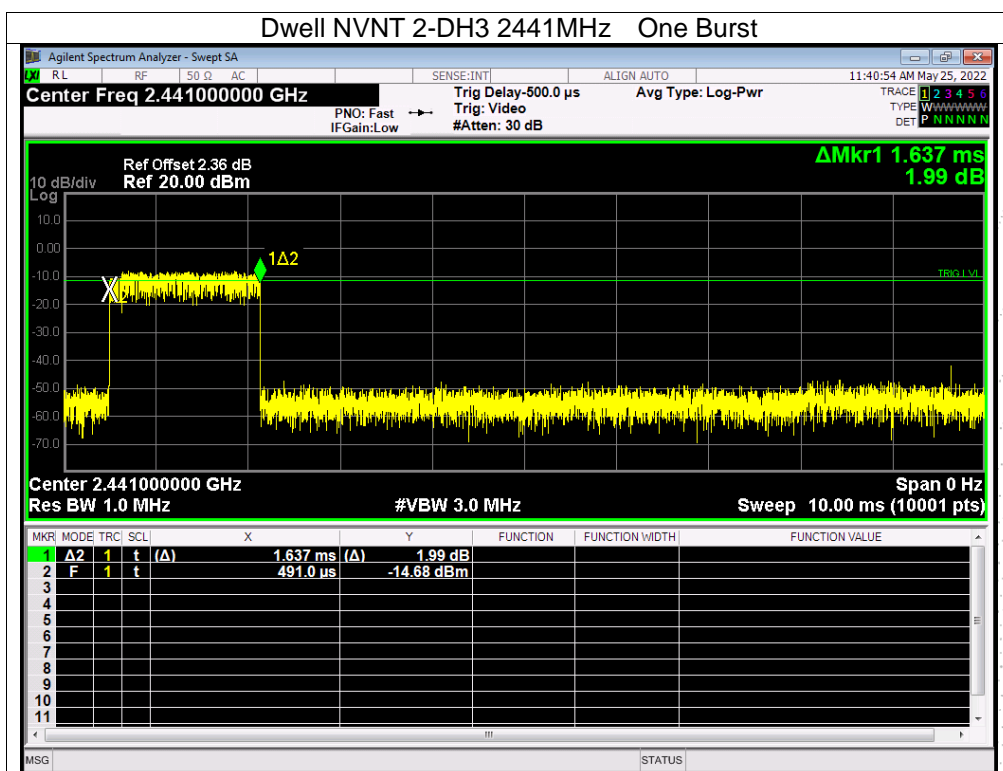 Dwell NVNT 2-DH3 2441MHz One Burst
Agilent Spectrum Analyzer - Swept SA
LXI RL RF 50 Ω AC SENSE:INT ALIGN AUTO 11:40:54 AM May 25, 2022
Center Freq 2.441000000 GHz
PNO: Fast
IFGain:Low
Trig Delay-500.0 µs
Trig: Video
#Atten: 30 dB
Avg Type: Log-Pwr
TRACE 1 2 3 4 5 6
TYPE WWWWWW
DET P N N N N N
ΔMkr1 1.637 ms
1.99 dB
Ref Offset 2.36 dB
10 dB/div Ref 20.00 dBm
Log
10.0
0.00
-10.0
-20.0
-30.0
-40.0
-50.0
-60.0
-70.0
1Δ2
X2
TRIG LVL
Center 2.441000000 GHz Span 0 Hz
Res BW 1.0 MHz #VBW 3.0 MHz Sweep 10.00 ms (10001 pts)
MKR MODE TRC SCL X Y FUNCTION FUNCTION WIDTH FUNCTION VALUE
1 Δ2 1 t (Δ) 1.637 ms (Δ) 1.99 dB
2 F 1 t 491.0 µs -14.68 dBm
3
4
5
6
7
8
9
10
11
MSG STATUS